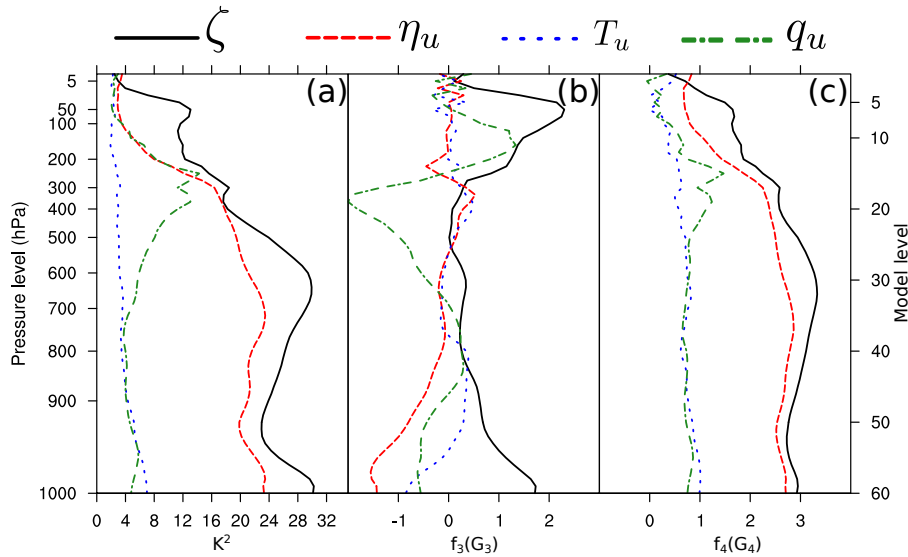 ζ η_u T_u q_u
(a) (b) (c)
5 5
50
100 10
200
300
400 20
500
600 30
700
800 40
900 50
1000 60
Pressure level (hPa)
Model level
0 4 8 12 16 20 24 28 32 -1 0 1 2 0 1 2 3
K² f₃(G₃) f₄(G₄)